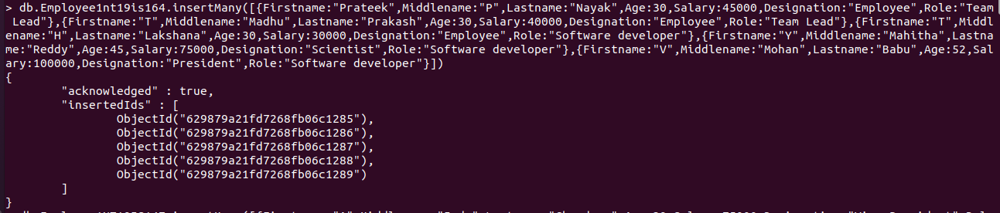 > db.Employee1nt19is164.insertMany([{Firstname:"Prateek",Middlename:"P",Lastname:"Nayak",Age:30,Salary:45000,Designation:"Employee",Role:"Team
 Lead"},{Firstname:"T",Middlename:"Madhu",Lastname:"Prakash",Age:30,Salary:40000,Designation:"Employee",Role:"Team Lead"},{Firstname:"T",Middl
ename:"H",Lastname:"Lakshana",Age:30,Salary:30000,Designation:"Employee",Role:"Software developer"},{Firstname:"Y",Middlename:"Mahitha",Lastna
me:"Reddy",Age:45,Salary:75000,Designation:"Scientist",Role:"Software developer"},{Firstname:"V",Middlename:"Mohan",Lastname:"Babu",Age:52,Sal
ary:100000,Designation:"President",Role:"Software developer"}])
{
        "acknowledged" : true,
        "insertedIds" : [
                ObjectId("629879a21fd7268fb06c1285"),
                ObjectId("629879a21fd7268fb06c1286"),
                ObjectId("629879a21fd7268fb06c1287"),
                ObjectId("629879a21fd7268fb06c1288"),
                ObjectId("629879a21fd7268fb06c1289")
        ]
}